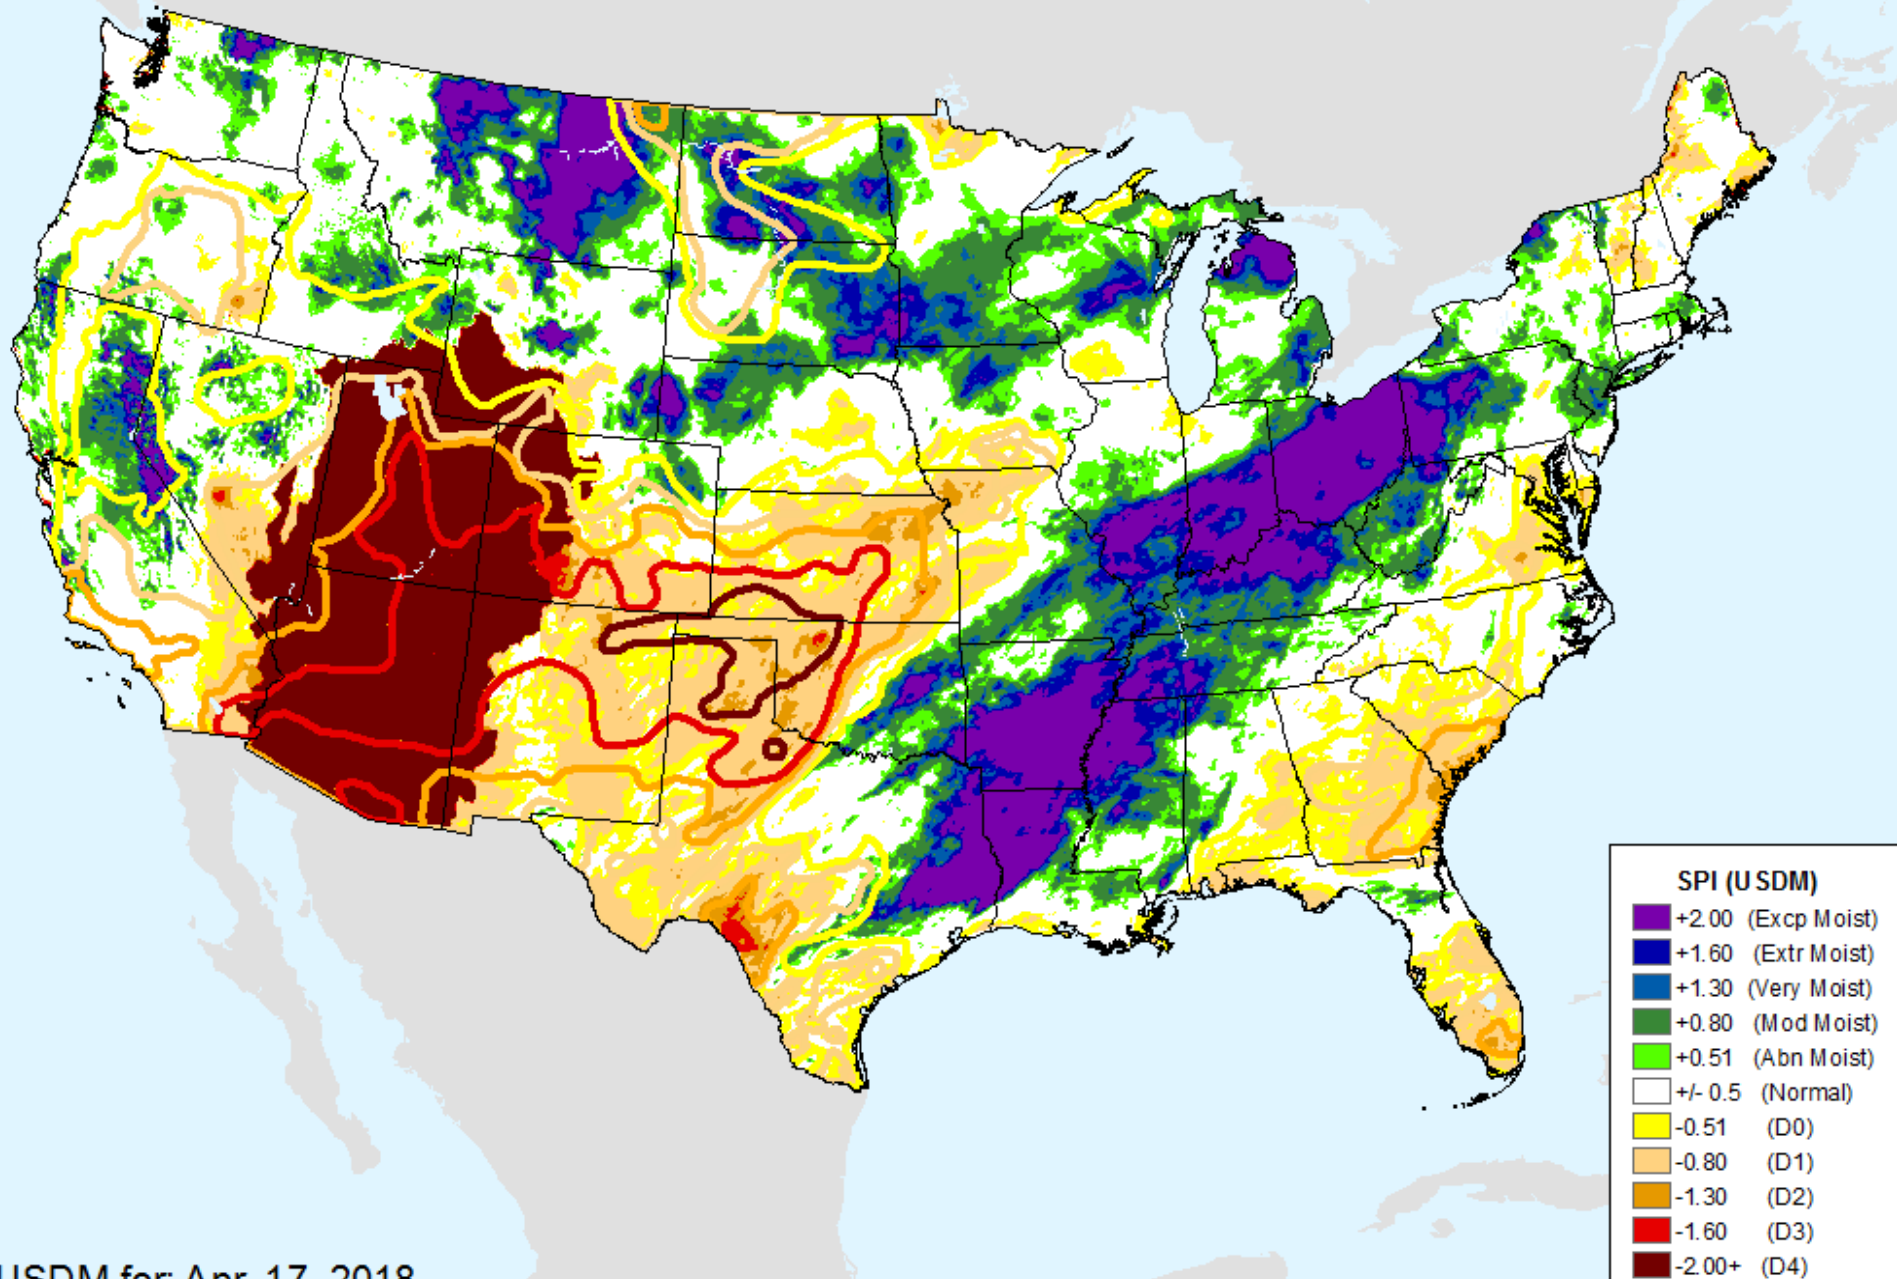 SPI (USDM)
+2.00 (Excp Moist)
+1.60 (Extr Moist)
+1.30 (Very Moist)
+0.80 (Mod Moist)
+0.51 (Abn Moist)
+/- 0.5 (Normal)
-0.51 (D0)
-0.80 (D1)
-1.30 (D2)
-1.60 (D3)
-2.00+ (D4)
USDM for: Apr. 17, 2018